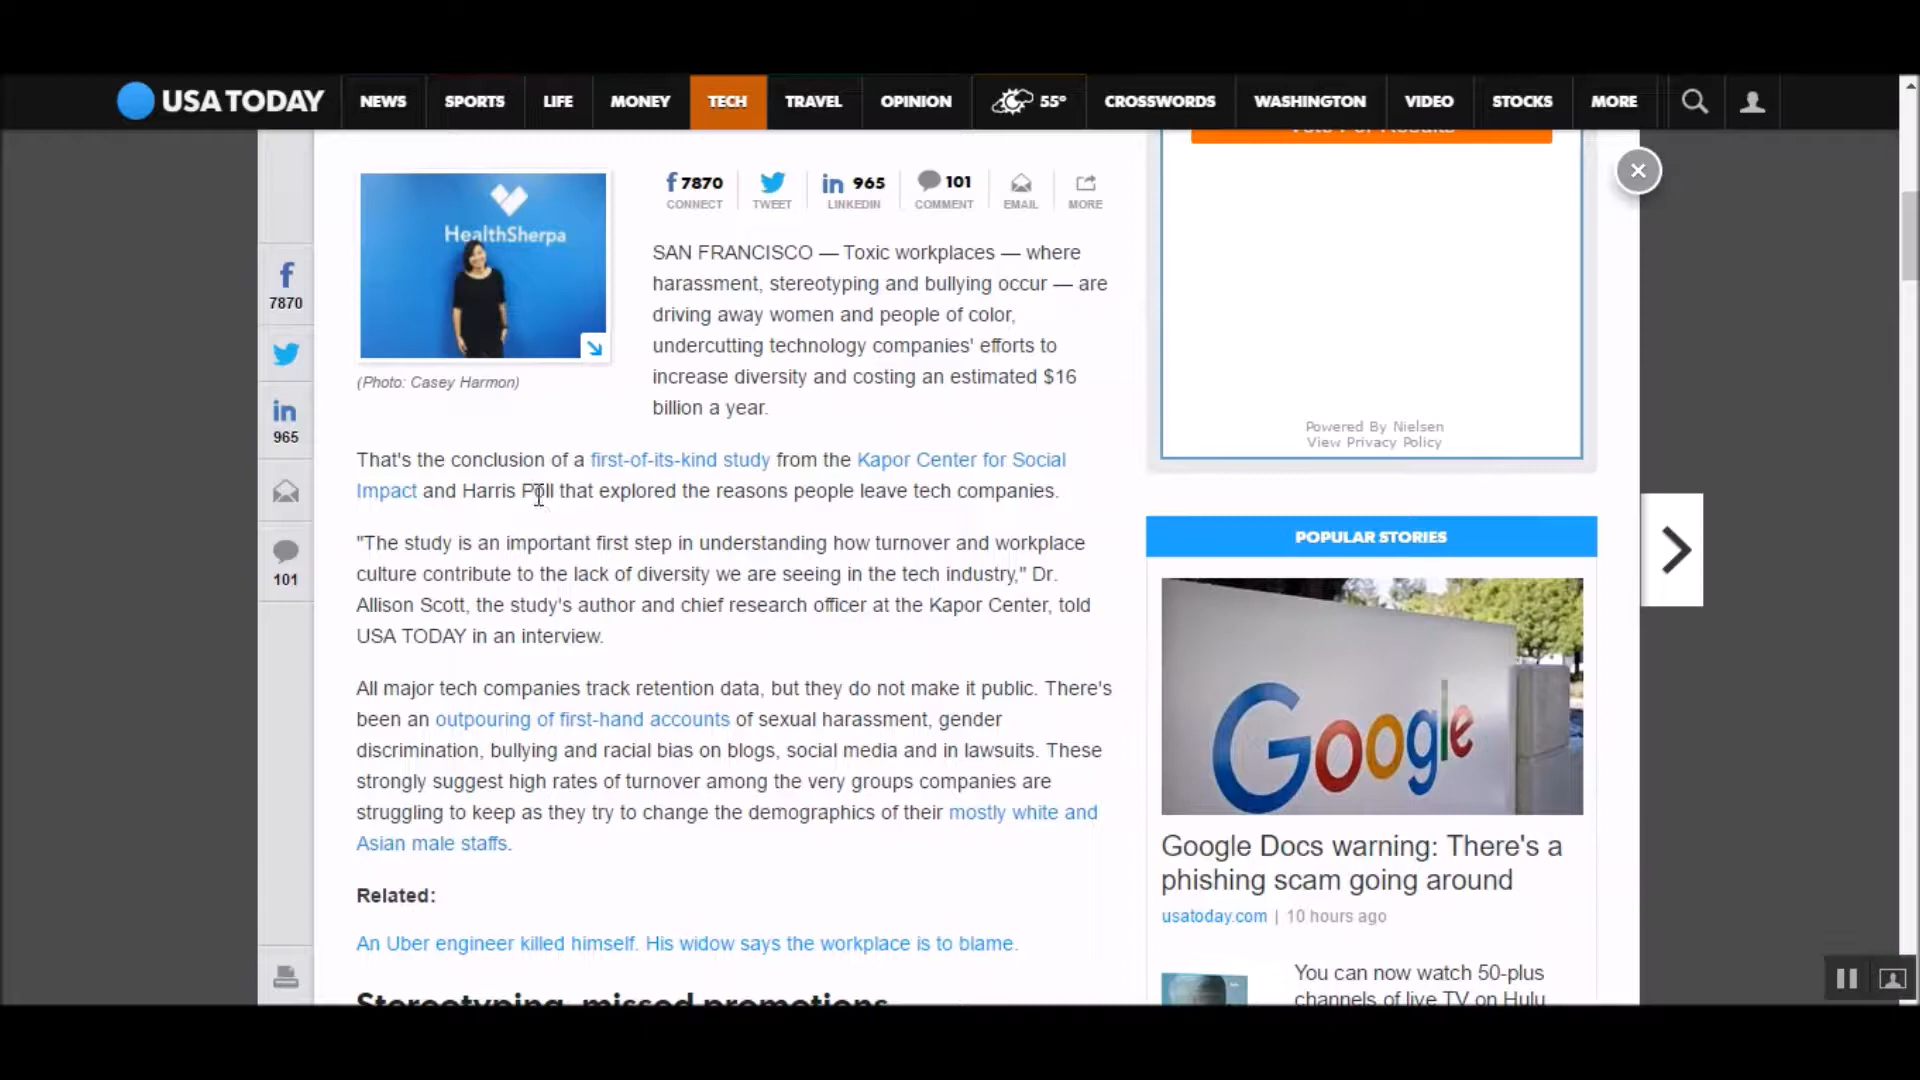 USA TODAY
NEWS
SPORTS
LIFE
MONEY
TECH
TRAVEL
OPINION
55°
CROSSWORDS
WASHINGTON
VIDEO
STOCKS
MORE
7870
965
101
HealthSherpa
(Photo: Casey Harmon)
7870
CONNECT
TWEET
in 965
LINKEDIN
101
COMMENT
EMAIL
MORE
SAN FRANCISCO — Toxic workplaces — where
harassment, stereotyping and bullying occur — are
driving away women and people of color,
undercutting technology companies' efforts to
increase diversity and costing an estimated $16
billion a year.
That's the conclusion of a first-of-its-kind study from the Kapor Center for Social
Impact and Harris Poll that explored the reasons people leave tech companies.
"The study is an important first step in understanding how turnover and workplace
culture contribute to the lack of diversity we are seeing in the tech industry," Dr.
Allison Scott, the study's author and chief research officer at the Kapor Center, told
USA TODAY in an interview.
All major tech companies track retention data, but they do not make it public. There's
been an outpouring of first-hand accounts of sexual harassment, gender
discrimination, bullying and racial bias on blogs, social media and in lawsuits. These
strongly suggest high rates of turnover among the very groups companies are
struggling to keep as they try to change the demographics of their mostly white and
Asian male staffs.
Related:
An Uber engineer killed himself. His widow says the workplace is to blame.
Stereotyping, missed promotions
Powered By Nielsen
View Privacy Policy
POPULAR STORIES
Google
Google Docs warning: There's a
phishing scam going around
usatoday.com | 10 hours ago
You can now watch 50-plus
channels of live TV on Hulu